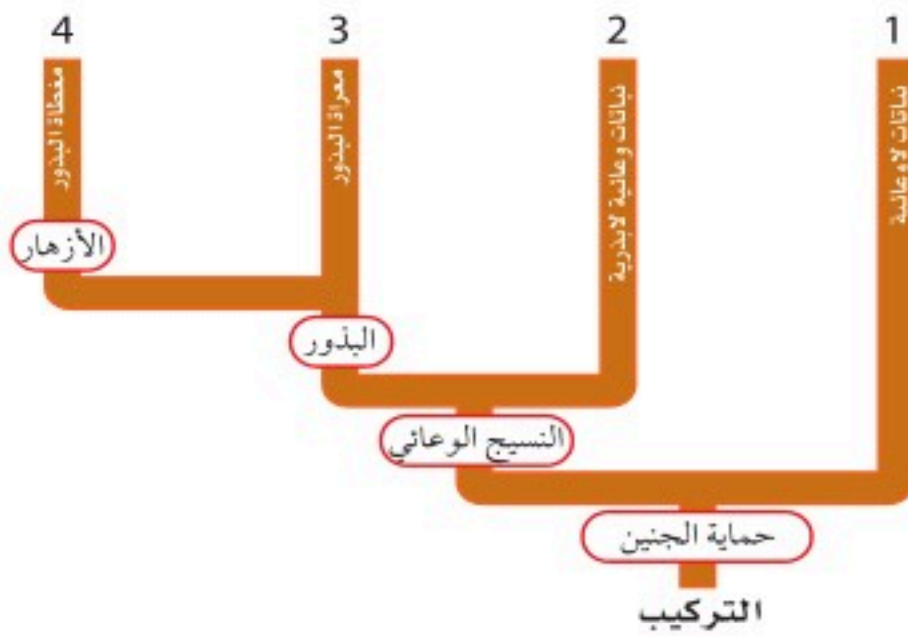 1
2
3
4
نباتات لاوعائية
نباتات وعائية لابذرية
معراة البذور
مغطاة البذور
الأزهار
البذور
النسيج الوعائي
حماية الجنين
التركيب